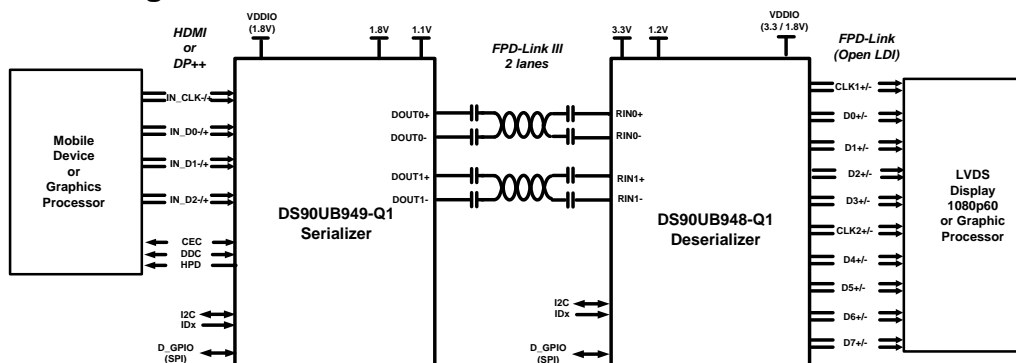 HDMI
or
DP++
VDDIO
(1.8V)
1.8V
1.1V
FPD-Link III
2 lanes
3.3V
1.2V
VDDIO
(3.3 / 1.8V)
FPD-Link
(Open LDI)
Mobile
Device
or
Graphics
Processor
IN_CLK-/+
IN_D0-/+
IN_D1-/+
IN_D2-/+
CEC
DDC
HPD
I2C
IDx
D_GPIO
(SPI)
DS90UB949-Q1
Serializer
DOUT0+
DOUT0-
DOUT1+
DOUT1-
RIN0+
RIN0-
RIN1+
RIN1-
DS90UB948-Q1
Deserializer
I2C
IDx
D_GPIO
(SPI)
CLK1+/-
D0+/-
D1+/-
D2+/-
D3+/-
CLK2+/-
D4+/-
D5+/-
D6+/-
D7+/-
LVDS
Display
1080p60
or Graphic
Processor